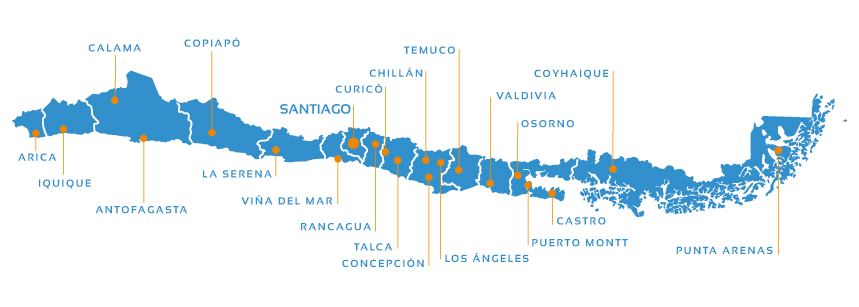 TEMUCO
COPIAPÓ
CALAMA
CHILLÁN
COYHAIQUE
CURICÓ
VALDIVIA
SANTIAGO
OSORNO
ARICA
LA SERENA
IQUIQUE
VIÑA DEL MAR
ANTOFAGASTA
CASTRO
RANCAGUA
PUERTO MONTT
TALCA
PUNTA ARENAS
LOS ÁNGELES
CONCEPCIÓN